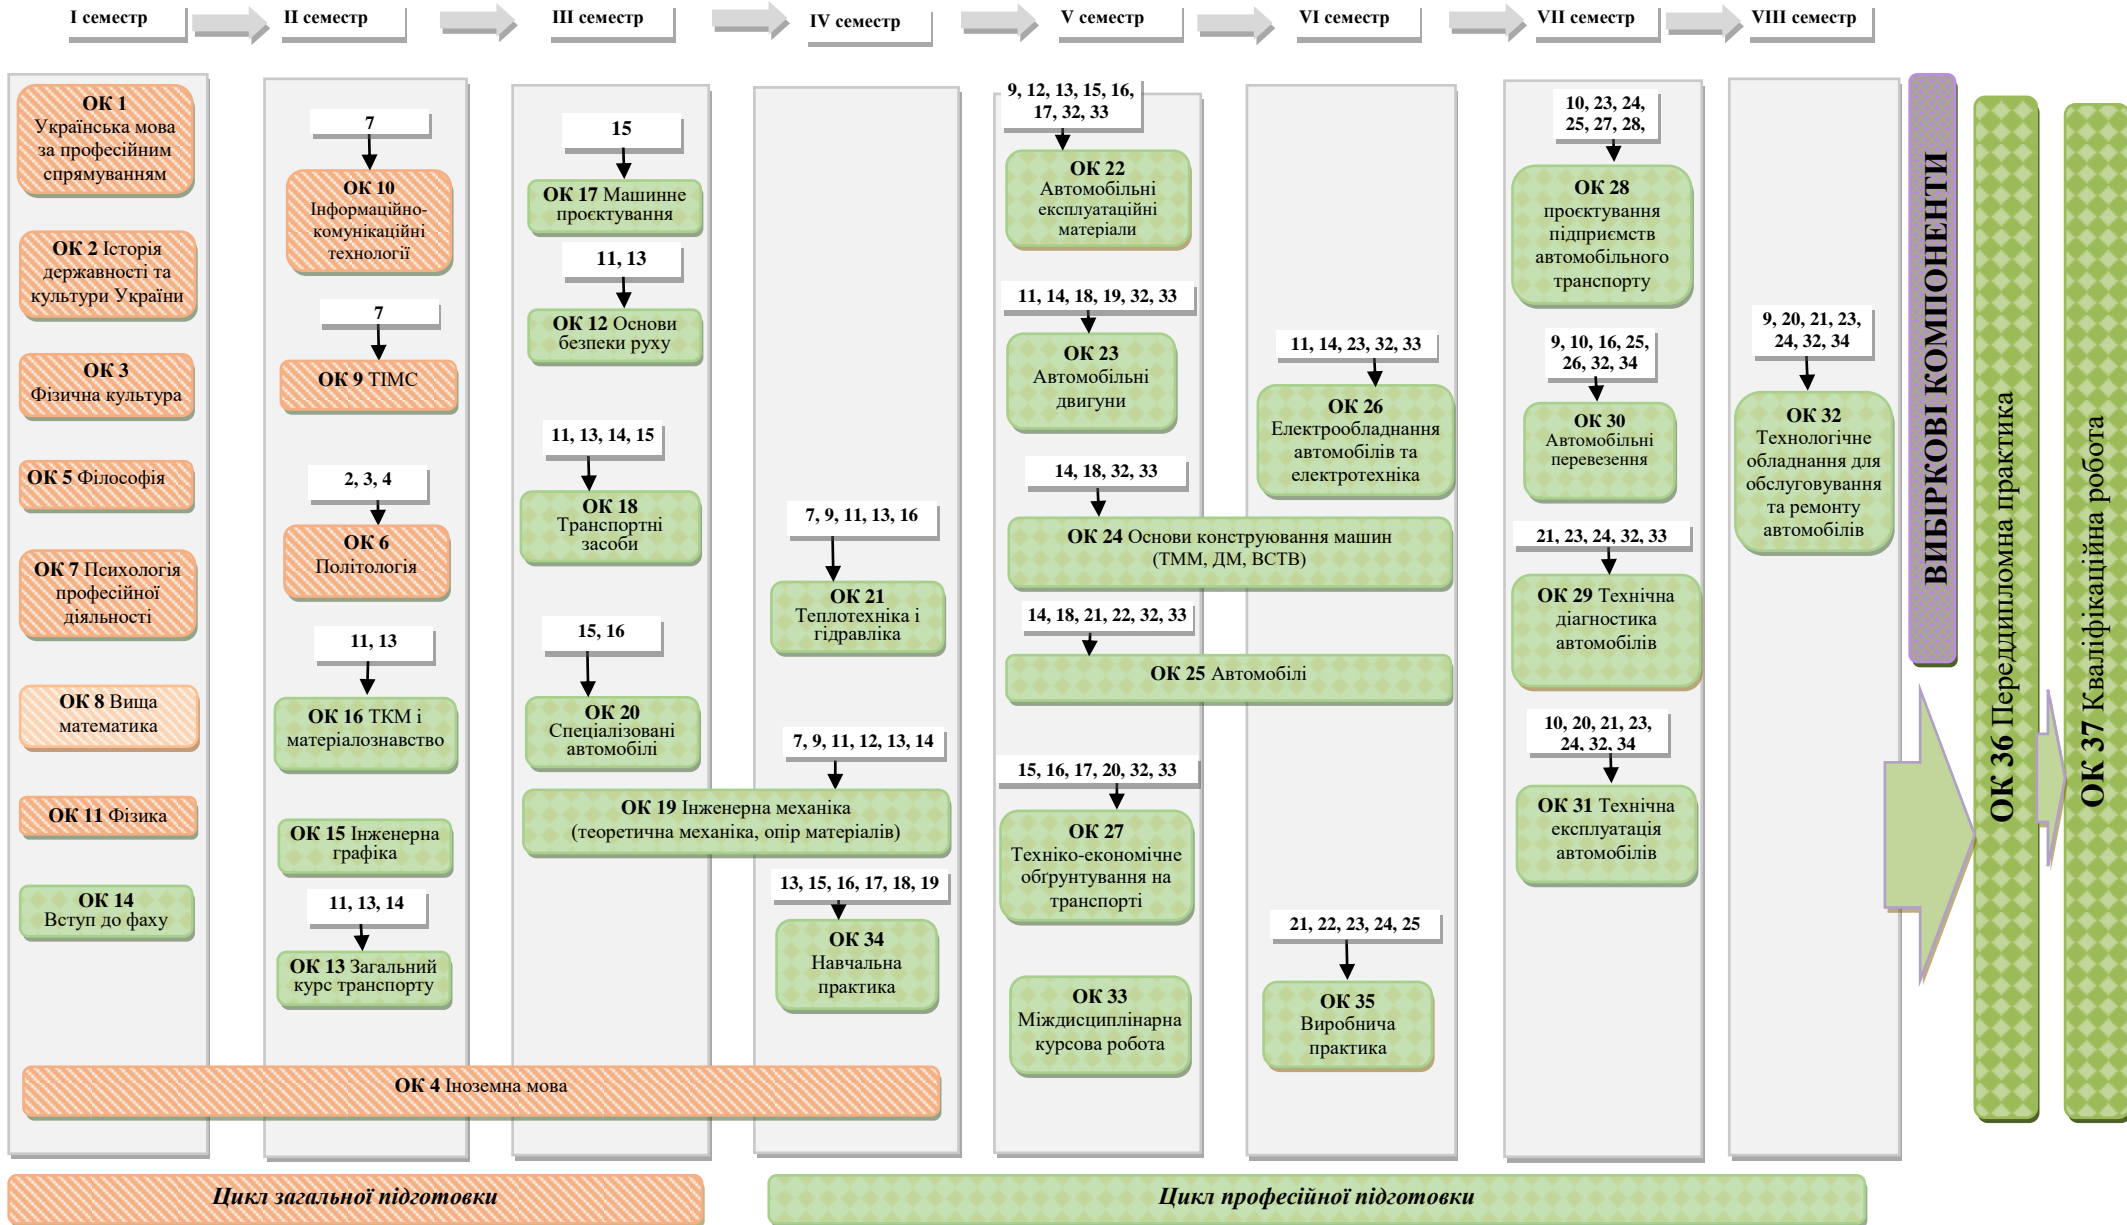 I семестр
II семестр
III семестр
IV семестр
V семестр
VI семестр
VII семестр
VIII семестр
ОК 1
Українська мова
за професійним
спрямуванням
ОК 2 Історія
державності та
культури України
ОК 3
Фізична культура
ОК 5 Філософія
ОК 7 Психологія
професійної
діяльності
ОК 8 Вища
математика
ОК 11 Фізика
ОК 14
Вступ до фаху
7
ОК 10
Інформаційно-
комунікаційні
технології
7
ОК 9 ТІМС
2, 3, 4
ОК 6
Політологія
11, 13
ОК 16 ТКМ і
матеріалознавство
ОК 15 Інженерна
графіка
11, 13, 14
ОК 13 Загальний
курс транспорту
15
ОК 17 Машинне
проєктування
11, 13
ОК 12 Основи
безпеки руху
11, 13, 14, 15
ОК 18
Транспортні
засоби
15, 16
ОК 20
Спеціалізовані
автомобілі
7, 9, 11, 13, 16
ОК 21
Теплотехніка і
гідравліка
7, 9, 11, 12, 13, 14
ОК 19 Інженерна механіка
(теоретична механіка, опір матеріалів)
13, 15, 16, 17, 18, 19
ОК 34
Навчальна
практика
ОК 4 Іноземна мова
9, 12, 13, 15, 16,
17, 32, 33
ОК 22
Автомобільні
експлуатаційні
матеріали
11, 14, 18, 19, 32, 33
ОК 23
Автомобільні
двигуни
14, 18, 32, 33
ОК 24 Основи конструювання машин
(ТММ, ДМ, ВСТВ)
14, 18, 21, 22, 32, 33
ОК 25 Автомобілі
15, 16, 17, 20, 32, 33
ОК 27
Техніко-економічне
обґрунтування на
транспорті
ОК 33
Міждисциплінарна
курсова робота
11, 14, 23, 32, 33
ОК 26
Електрообладнання
автомобілів та
електротехніка
21, 22, 23, 24, 25
ОК 35
Виробнича
практика
10, 23, 24,
25, 27, 28,
ОК 28
проєктування
підприємств
автомобільного
транспорту
9, 10, 16, 25,
26, 32, 34
ОК 30
Автомобільні
перевезення
21, 23, 24, 32, 33
ОК 29 Технічна
діагностика
автомобілів
10, 20, 21, 23,
24, 32, 34
ОК 31 Технічна
експлуатація
автомобілів
9, 20, 21, 23,
24, 32, 34
ОК 32
Технологічне
обладнання для
обслуговування
та ремонту
автомобілів
ВИБІРКОВІ КОМПОНЕНТИ
ОК 36 Переддипломна практика
ОК 37 Кваліфікаційна робота
Цикл загальної підготовки
Цикл професійної підготовки